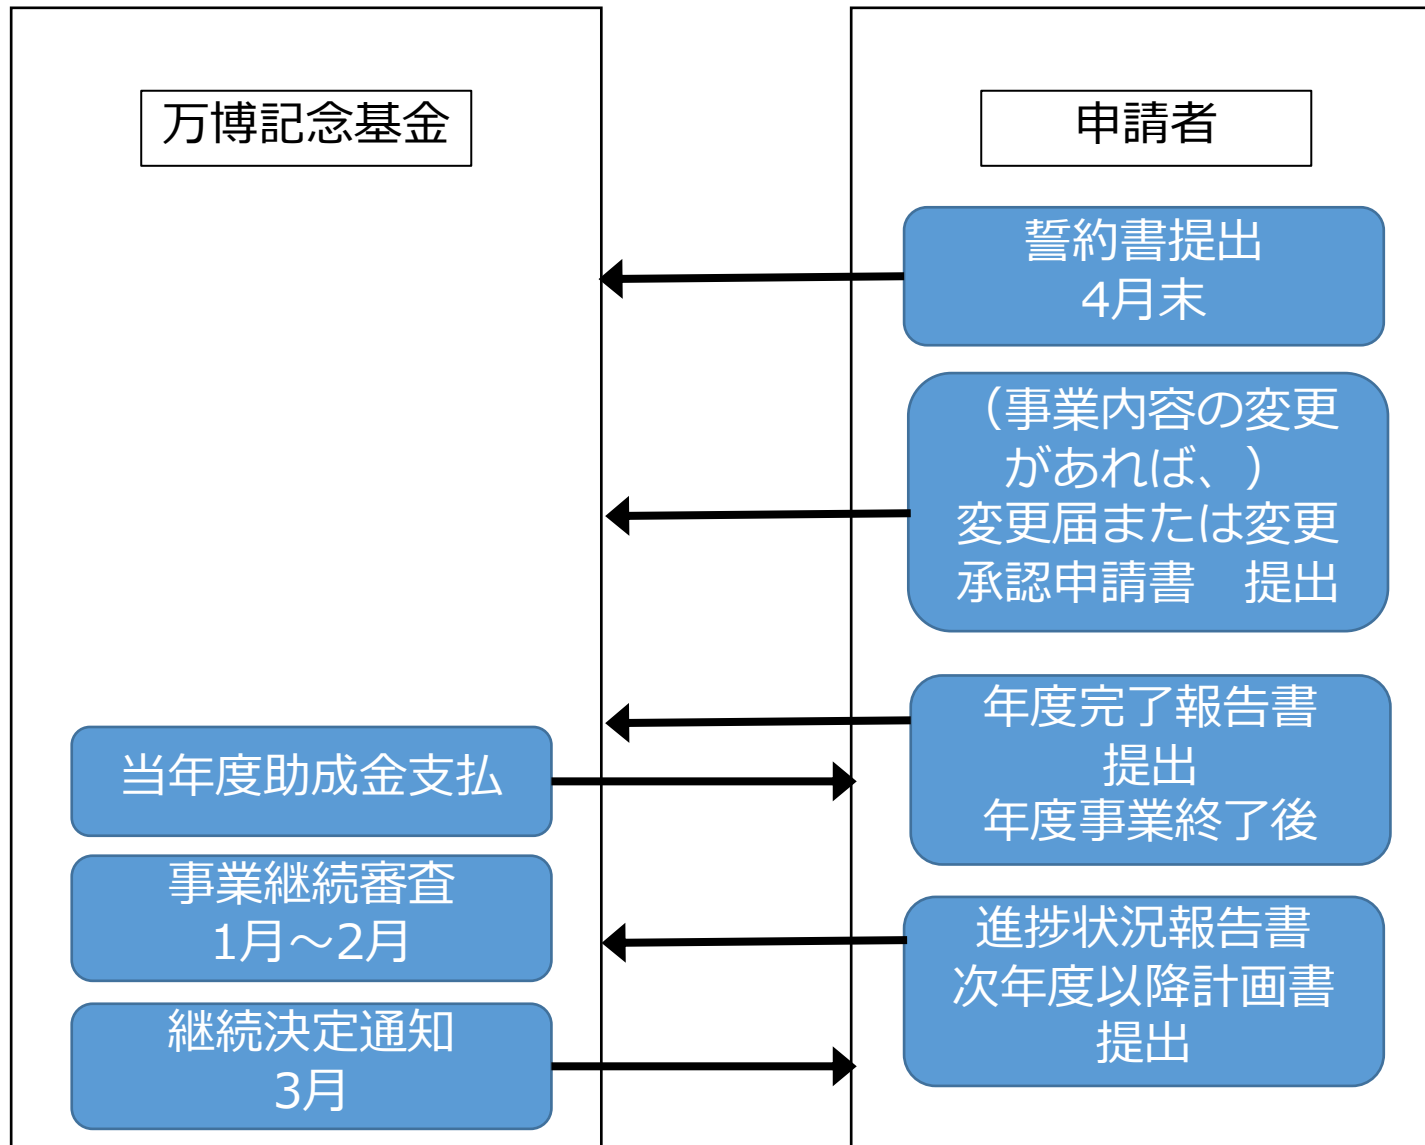 万博記念基金
申請者
誓約書提出
4月末
（事業内容の変更
があれば、）
変更届または変更
承認申請書　提出
年度完了報告書
提出
年度事業終了後
当年度助成金支払
事業継続審査
1月～2月
進捗状況報告書
次年度以降計画書
提出
継続決定通知
3月